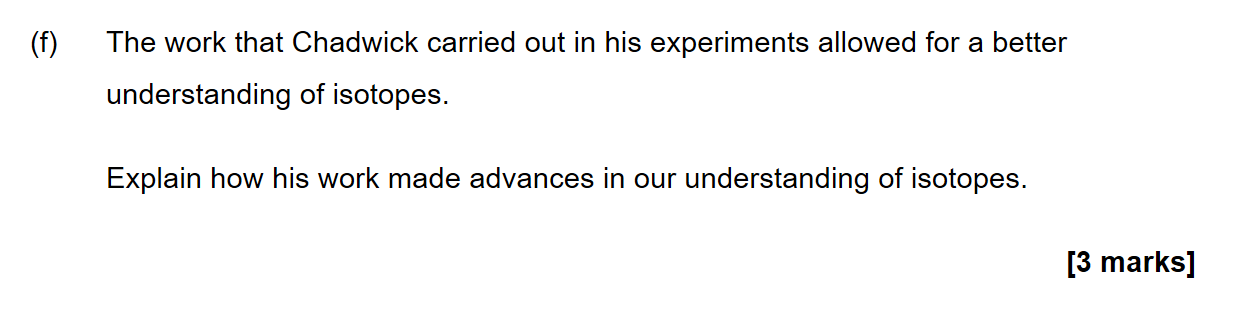 (f) The work that Chadwick carried out in his experiments allowed for a better
understanding of isotopes.
Explain how his work made advances in our understanding of isotopes.
[3 marks]